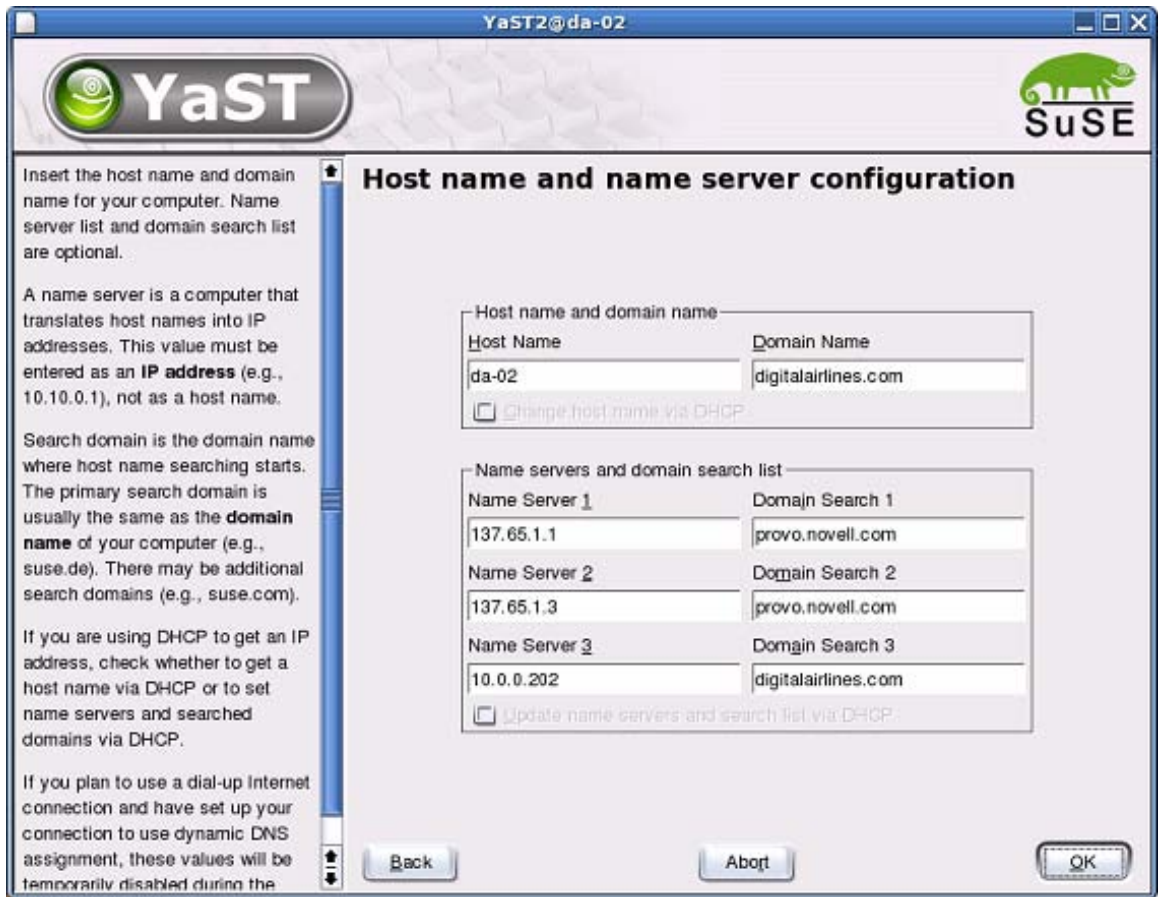 YaST2@da-02
YaST
SuSE
Insert the host name and domain
name for your computer. Name
server list and domain search list
are optional.
A name server is a computer that
translates host names into IP
addresses. This value must be
entered as an IP address (e.g.,
10.10.0.1), not as a host name.
Search domain is the domain name
where host name searching starts.
The primary search domain is
usually the same as the domain
name of your computer (e.g.,
suse.de). There may be additional
search domains (e.g., suse.com).
If you are using DHCP to get an IP
address, check whether to get a
host name via DHCP or to set
name servers and searched
domains via DHCP.
If you plan to use a dial-up Internet
connection and have set up your
connection to use dynamic DNS
assignment, these values will be
temporarily disabled during the
Host name and name server configuration
Host name and domain name
Host Name Domain Name
da-02 digitalairlines.com
Change host name via DHCP
Name servers and domain search list
Name Server 1 Domain Search 1
137.65.1.1 provo.novell.com
Name Server 2 Domain Search 2
137.65.1.3 provo.novell.com
Name Server 3 Domain Search 3
10.0.0.202 digitalairlines.com
Update name servers and search list via DHCP
Back Abort OK